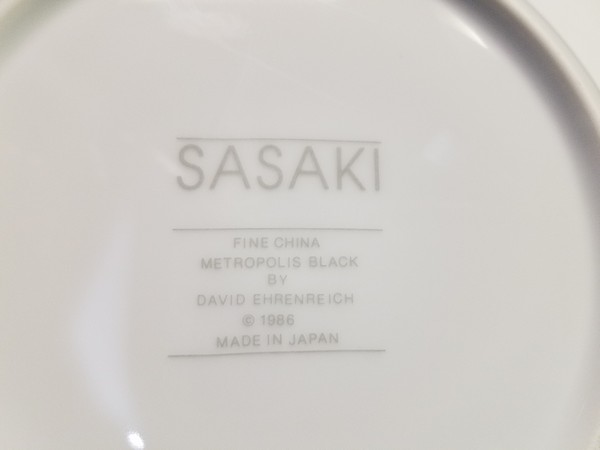 SASAKI
FINE CHINA
METROPOLIS BLACK
BY
DAVID EHRENREICH
© 1986
MADE IN JAPAN